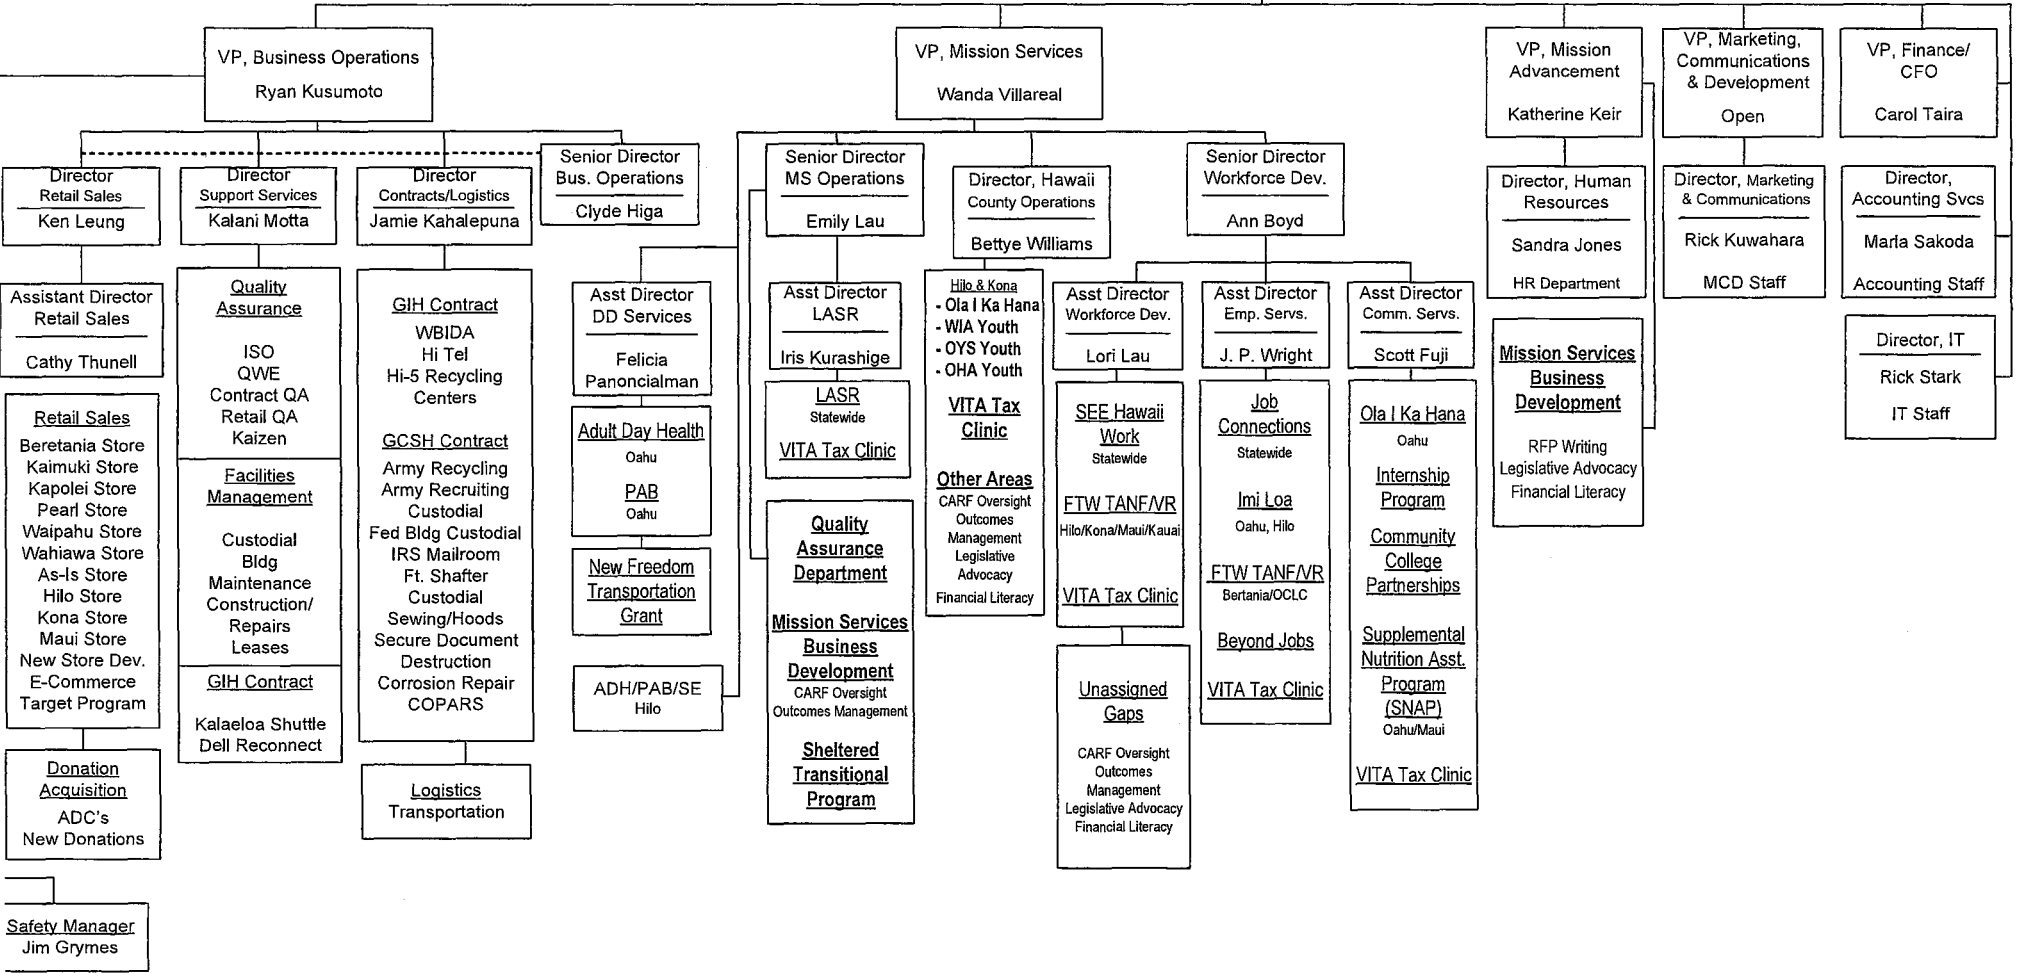 VP, Business Operations
Ryan Kusumoto
VP, Mission Services
Wanda Villareal
VP, Mission
Advancement
Katherine Keir
VP, Marketing,
Communications
& Development
Open
VP, Finance/
CFO
Carol Taira
Director
Retail Sales
Ken Leung
Director
Support Services
Kalani Motta
Director
Contracts/Logistics
Jamie Kahalepuna
Senior Director
Bus. Operations
Clyde Higa
Senior Director
MS Operations
Emily Lau
Director, Hawaii
County Operations
Bettye Williams
Senior Director
Workforce Dev.
Ann Boyd
Director, Human
Resources
Sandra Jones
HR Department
Director, Marketing
& Communications
Rick Kuwahara
MCD Staff
Director,
Accounting Svcs
Marla Sakoda
Accounting Staff
Assistant Director
Retail Sales
Cathy Thunell
Retail Sales
Beretania Store
Kaimuki Store
Kapolei Store
Pearl Store
Waipahu Store
Wahiawa Store
As-Is Store
Hilo Store
Kona Store
Maui Store
New Store Dev.
E-Commerce
Target Program
Donation
Acquisition
ADC's
New Donations
Safety Manager
Jim Grymes
Quality
Assurance
ISO
QWE
Contract QA
Retail QA
Kaizen
Facilities
Management
Custodial
Bldg
Maintenance
Construction/
Repairs
Leases
GIH Contract
Kalaeloa Shuttle
Dell Reconnect
GIH Contract
WBIDA
Hi Tel
Hi-5 Recycling
Centers
GCSH Contract
Army Recycling
Army Recruiting
Custodial
Fed Bldg Custodial
IRS Mailroom
Ft. Shafter
Custodial
Sewing/Hoods
Secure Document
Destruction
Corrosion Repair
COPARS
Logistics
Transportation
Asst Director
DD Services
Felicia
Panoncialman
Adult Day Health
Oahu
PAB
Oahu
New Freedom
Transportation
Grant
ADH/PAB/SE
Hilo
Asst Director
LASR
Iris Kurashige
LASR
Statewide
VITA Tax Clinic
Quality
Assurance
Department
Mission Services
Business
Development
CARF Oversight
Outcomes Management
Sheltered
Transitional
Program
Hilo & Kona
- Ola I Ka Hana
- WIA Youth
- OYS Youth
- OHA Youth
VITA Tax
Clinic
Other Areas
CARF Oversight
Outcomes
Management
Legislative
Advocacy
Financial Literacy
Asst Director
Workforce Dev.
Lori Lau
SEE Hawaii
Work
Statewide
FTW TANF/VR
Hilo/Kona/Maui/Kauai
VITA Tax Clinic
Unassigned
Gaps
CARF Oversight
Outcomes
Management
Legislative Advocacy
Financial Literacy
Asst Director
Emp. Servs.
J. P. Wright
Job
Connections
Statewide
Imi Loa
Oahu, Hilo
FTW TANF/VR
Bertania/OCLC
Beyond Jobs
VITA Tax Clinic
Asst Director
Comm. Servs.
Scott Fuji
Ola I Ka Hana
Oahu
Internship
Program
Community
College
Partnerships
Supplemental
Nutrition Asst.
Program
(SNAP)
Oahu/Maui
VITA Tax Clinic
Mission Services
Business
Development
RFP Writing
Legislative Advocacy
Financial Literacy
Director, IT
Rick Stark
IT Staff